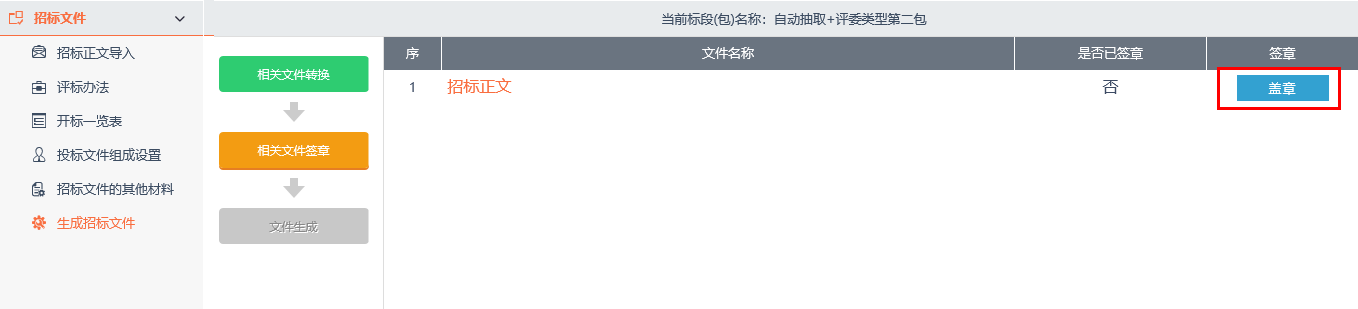 招标文件
招标正文导入
评标办法
开标一览表
投标文件组成设置
招标文件的其他材料
生成招标文件
当前标段(包)名称：自动抽取+评委类型第二包
相关文件转换
相关文件签章
文件生成
序 文件名称 是否已签章 签章
1 招标正文 否 盖章